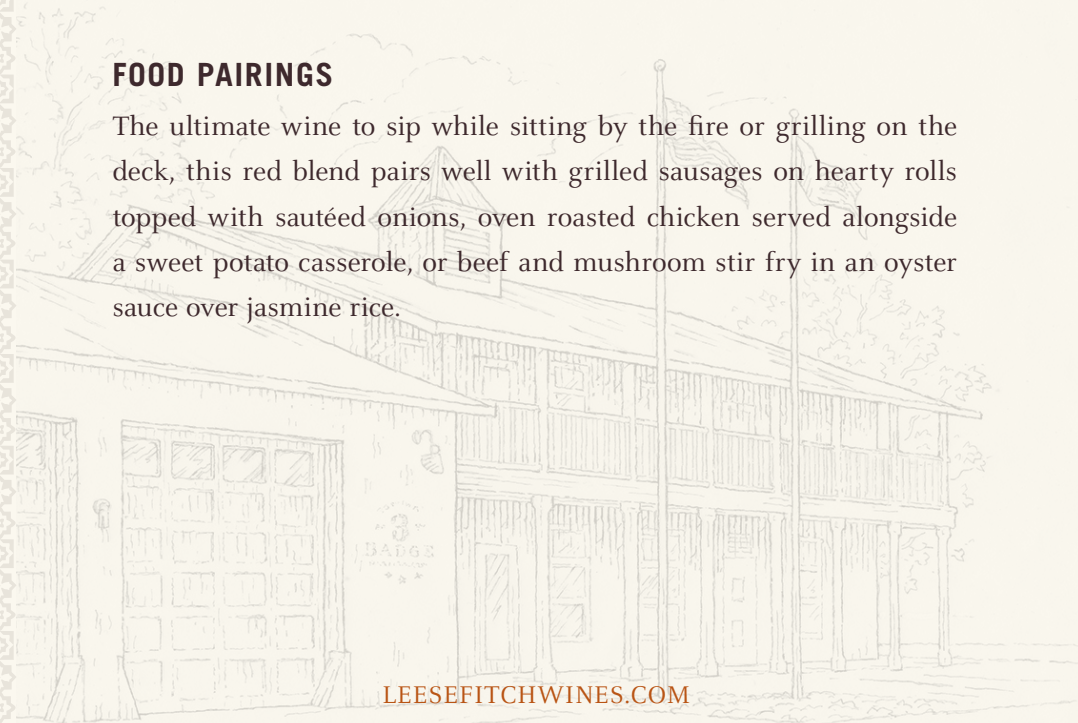 FOOD PAIRINGS
The ultimate wine to sip while sitting by the fire or grilling on the
deck, this red blend pairs well with grilled sausages on hearty rolls
topped with sautéed onions, oven roasted chicken served alongside
a sweet potato casserole, or beef and mushroom stir fry in an oyster
sauce over jasmine rice.
3
BADGE
LEESEFITCHWINES.COM